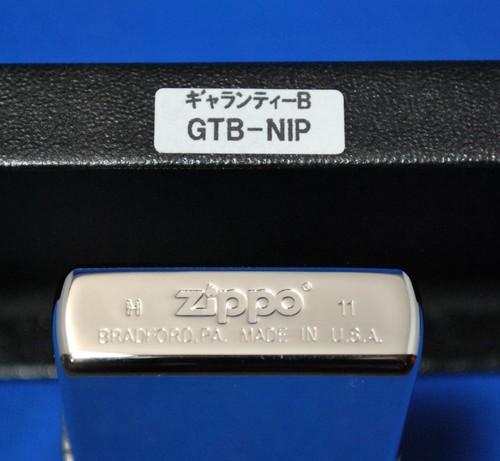 ギャランティーB
GTB-NIP
H Zippo® 11
BRADFORD,PA. MADE IN U.S.A.